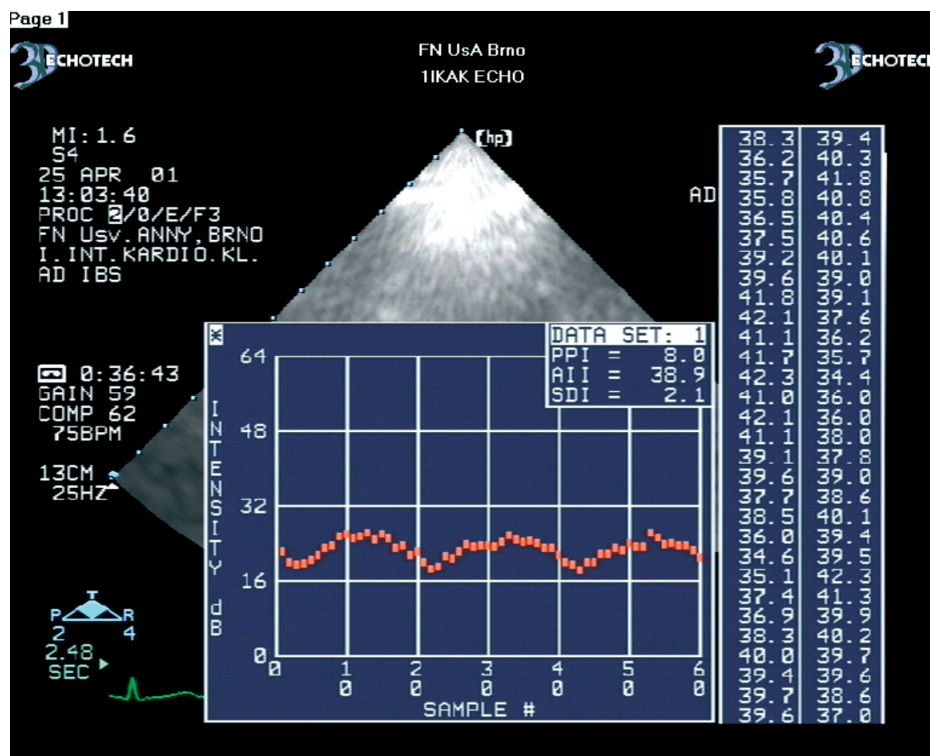 Page 1
3D ECHOTECH
FN UsA Brno
1IKAK ECHO
3D ECHOTECH
MI: 1.6
S4
25 APR 01
13:03:40
PROC 2/0/E/F3
FN Usv.ANNY,BRNO
I.INT.KARDIO.KL.
AD IBS
[hp]
AD
0:36:43
GAIN 59
COMP 62
75BPM
13CM
25HZ
T
P R
2 4
2.48
SEC
*
DATA SET: 1
PPI = 8.0
AII = 38.9
SDI = 2.1
INTENSITY dB
64
48
32
16
0
0 10 20 30 40 50 60
SAMPLE #
38.3 39.4
36.2 40.3
35.7 41.8
35.8 40.8
36.5 40.4
37.5 40.6
39.2 40.1
39.6 39.0
41.8 39.1
42.1 37.6
41.1 36.2
41.7 35.7
42.3 34.4
41.0 36.0
42.1 36.0
41.1 38.0
39.1 37.8
39.6 39.0
37.7 38.6
38.5 40.1
36.0 39.4
34.6 39.5
35.1 42.3
37.4 41.3
36.9 39.9
38.3 40.2
40.0 39.7
39.4 39.6
39.7 38.6
39.6 37.0